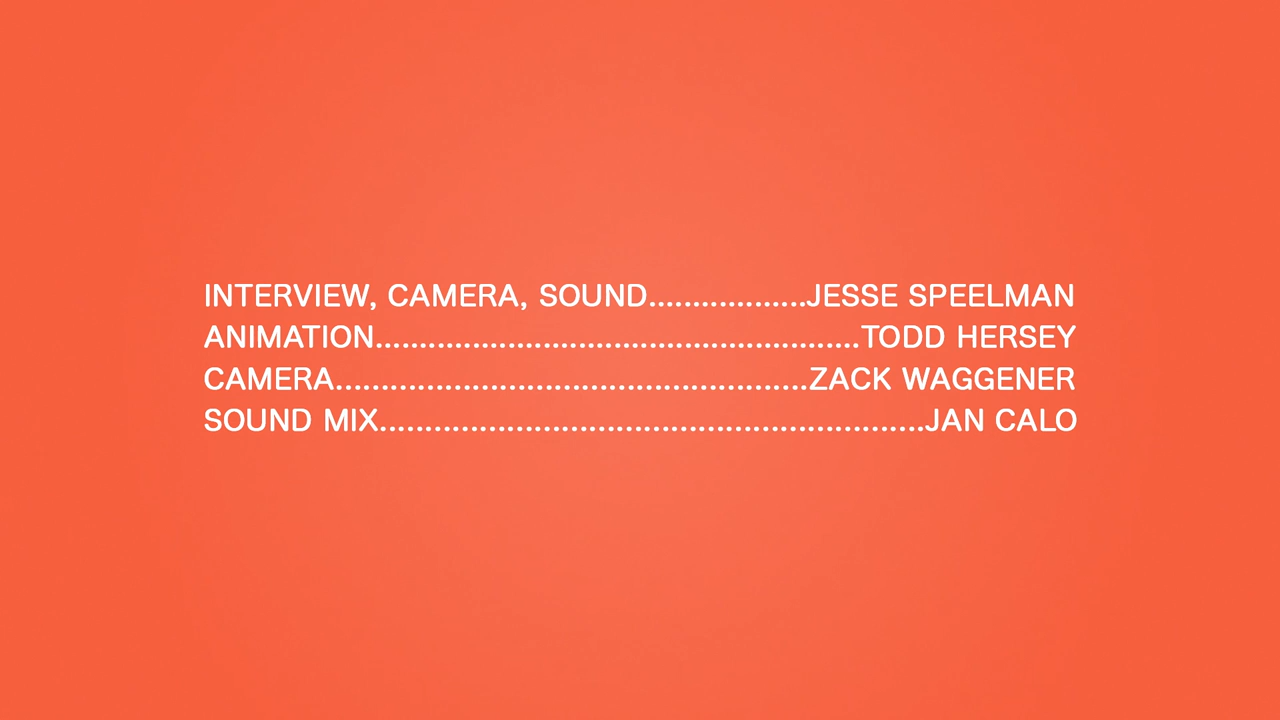 INTERVIEW, CAMERA, SOUND..................JESSE SPEELMAN
ANIMATION.......................................................TODD HERSEY
CAMERA.....................................................ZACK WAGGENER
SOUND MIX.............................................................JAN CALO